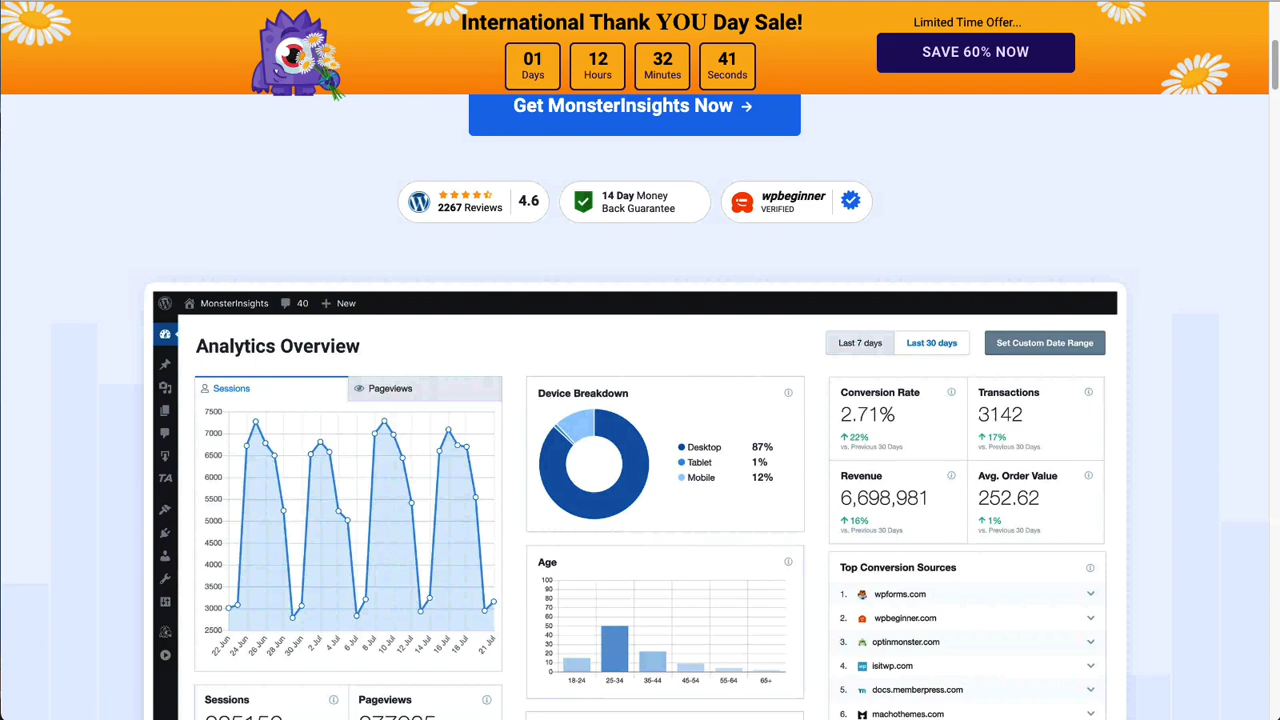 International Thank YOU Day Sale!
01 Days
12 Hours
32 Minutes
41 Seconds
Limited Time Offer...
SAVE 60% NOW
Get MonsterInsights Now →
2267 Reviews
4.6
14 Day Money
Back Guarantee
wpbeginner
VERIFIED
MonsterInsights
40
+ New
Analytics Overview
Last 7 days
Last 30 days
Set Custom Date Range
Sessions
Pageviews
7500
7000
6500
6000
5500
5000
4500
4000
3500
3000
2500
22 Jun
24 Jun
26 Jun
28 Jun
30 Jun
2 Jul
4 Jul
6 Jul
8 Jul
10 Jul
12 Jul
14 Jul
16 Jul
18 Jul
21 Jul
Device Breakdown
Desktop 87%
Tablet 1%
Mobile 12%
Age
100
90
80
70
60
50
40
30
20
10
0
18-24
25-34
35-44
45-54
55-64
65+
Conversion Rate
2.71%
22%
vs. Previous 30 Days
Transactions
3142
17%
vs. Previous 30 Days
Revenue
6,698,981
16%
vs. Previous 30 Days
Avg. Order Value
252.62
1%
vs. Previous 30 Days
Top Conversion Sources
1. wpforms.com
2. wpbeginner.com
3. optinmonster.com
4. isitwp.com
5. docs.memberpress.com
6. machothemes.com
TA
Sessions
Pageviews